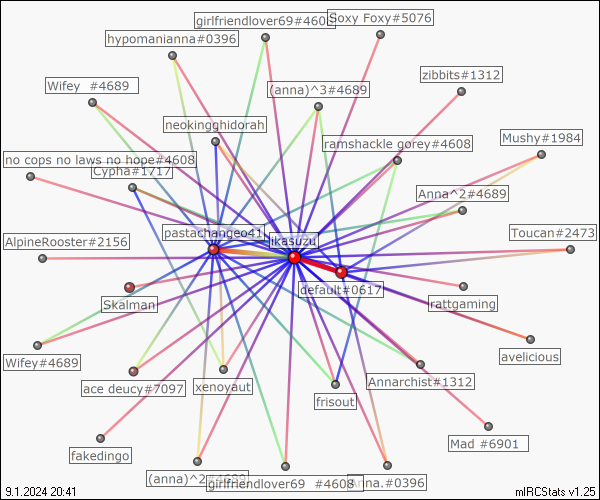 girlfriendlover69#4608
Soxy Foxy#5076
hypomanianna#0396
zibbits#1312
Wifey  #4689
(anna)^3#4689
neokingghidorah
Mushy#1984
ramshackle gorey#4608
no cops no laws no hope#4608
Cypha#1717
Anna^2#4689
pastachangeo41
ikasuzu
Toucan#2473
AlpineRooster#2156
default#0617
Skalman
rattgaming
avelicious
Wifey#4689
ace deucy#7097
xenoyaut
Annarchist#1312
frisout
fakedingo
Mad #6901
(anna)^2#4689
girlfriendlover69  #4608
Anna.#0396
9.1.2024 20:41
mIRCStats v1.25